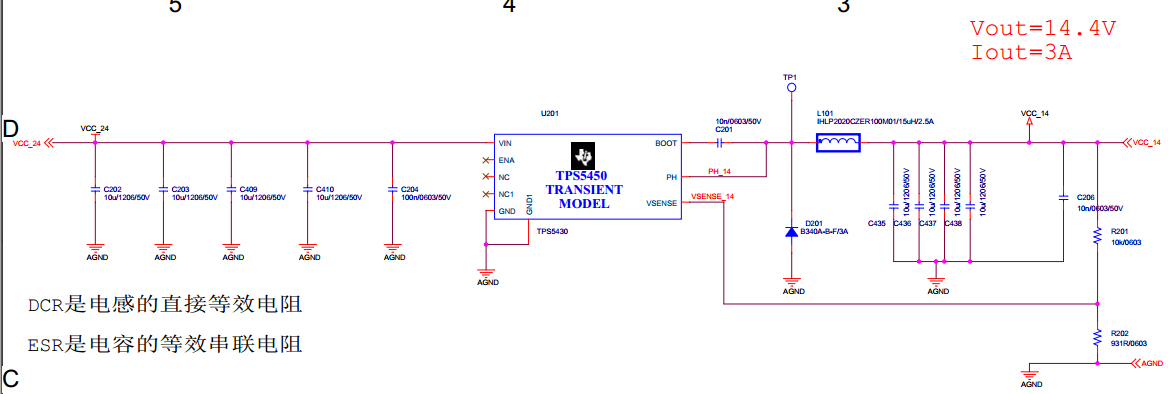 5 4 3
Vout=14.4V
Iout=3A
TP1
U201
L101
IHLP2020CZER100M01/15uH/2.5A
10n/0603/50V
C201
D
VCC_24
VCC_24
VCC_14
VCC_14
VIN
BOOT
ENA
NC
PH
PH_14
NC1
VSENSE
VSENSE_14
GND
GND1
TPS5450
TRANSIENT
MODEL
TPS5430
C202
10u/1206/50V
C203
10u/1206/50V
C409
10u/1206/50V
C410
10u/1206/50V
C204
100n/0603/50V
10u/1206/50V
10u/1206/50V
10u/1206/50V
10u/1206/50V
C435 C436 C437 C438
C206
10n/0603/50V
D201
B340A-B-F/3A
R201
10k/0603
AGND
AGND
AGND
AGND
AGND
AGND
AGND
AGND
DCR是电感的直接等效电阻
ESR是电容的等效串联电阻
R202
931R/0603
AGND
AGND
C